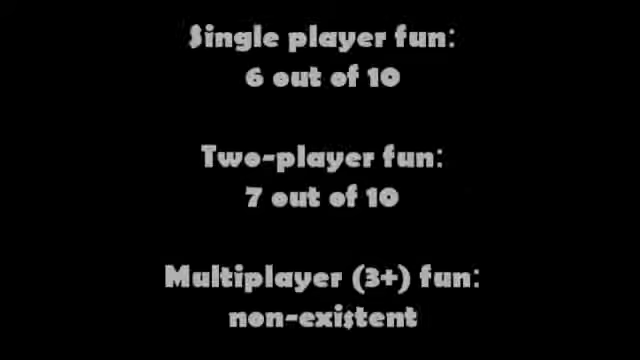 Single player fun:
6 out of 10
Two-player fun:
7 out of 10
Multiplayer (3+) fun:
non-existent